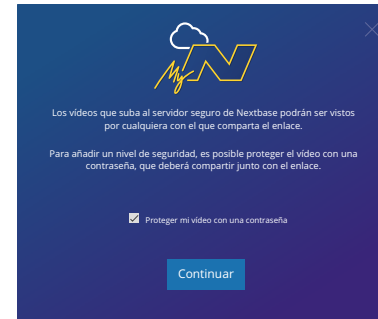 My N
Los vídeos que suba al servidor seguro de Nextbase podrán ser vistos
por cualquiera con el que comparta el enlace.
Para añadir un nivel de seguridad, es posible proteger el vídeo con una
contraseña, que deberá compartir junto con el enlace.
Proteger mi vídeo con una contraseña
Continuar